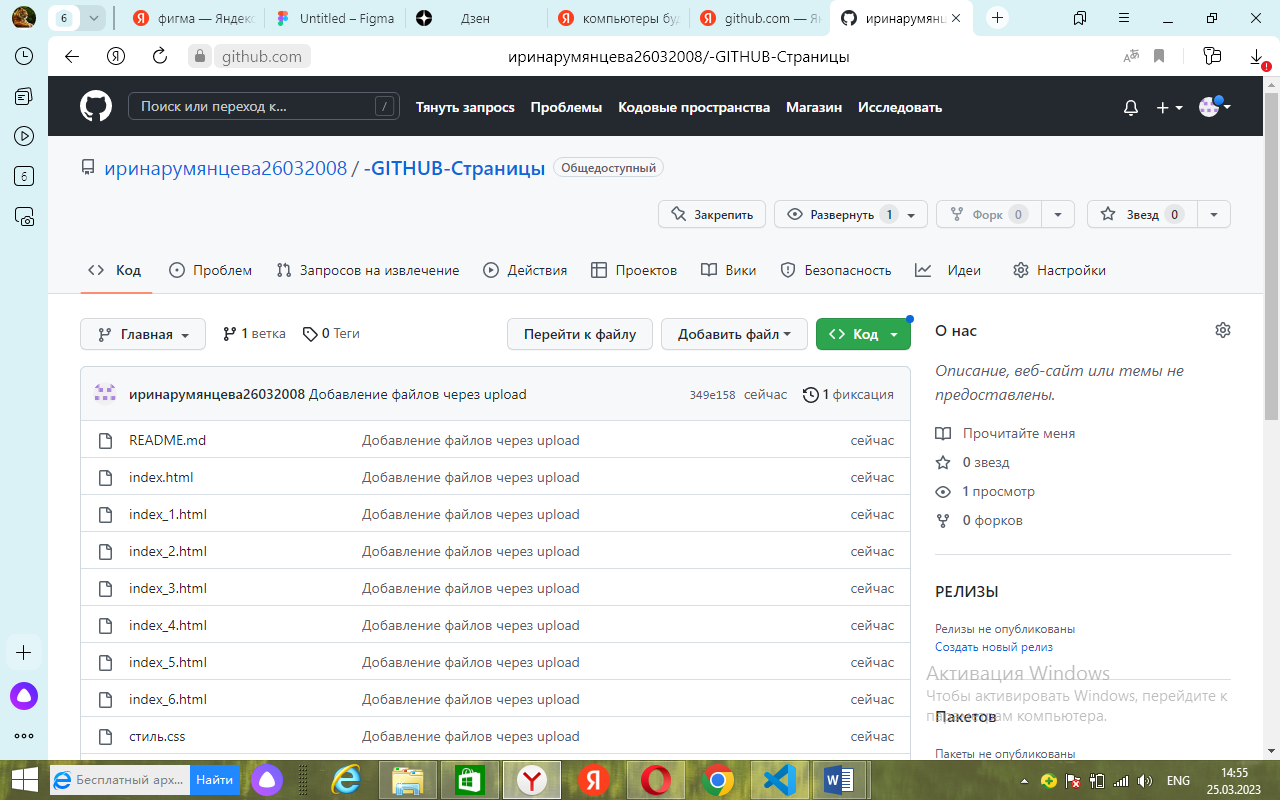 6
фигма — Яндекс
Untitled – Figma
Дзен
компьютеры буд
github.com — Ян
иринарумянц
github.com
иринарумянцева26032008/-GITHUB-Страницы
6
Поиск или переход к...
/
Тянуть запрос
Проблемы
Кодовые пространства
Магазин
Исследовать
иринарумянцева26032008 / -GITHUB-Страницы
Общедоступный
Закрепить
Развернуть 1
Форк 0
Звезд 0
Код
Проблем
Запросов на извлечение
Действия
Проектов
Вики
Безопасность
Идеи
Настройки
Главная
1 ветка
0 Теги
Перейти к файлу
Добавить файл
Код
иринарумянцева26032008 Добавление файлов через upload
349e158 сейчас
1 фиксация
README.md Добавление файлов через upload сейчас
index.html Добавление файлов через upload сейчас
index_1.html Добавление файлов через upload сейчас
index_2.html Добавление файлов через upload сейчас
index_3.html Добавление файлов через upload сейчас
index_4.html Добавление файлов через upload сейчас
index_5.html Добавление файлов через upload сейчас
index_6.html Добавление файлов через upload сейчас
стиль.css Добавление файлов через upload сейчас
О нас
Описание, веб-сайт или темы не
предоставлены.
Прочитайте меня
0 звезд
1 просмотр
0 форков
РЕЛИЗЫ
Релизы не опубликованы
Создать новый релиз
Активация Windows
Чтобы активировать Windows, перейдите к
параметрам компьютера.
Пакетов
Пакеты не опубликованы
Бесплатный арх...
Найти
ENG
14:55
25.03.2023